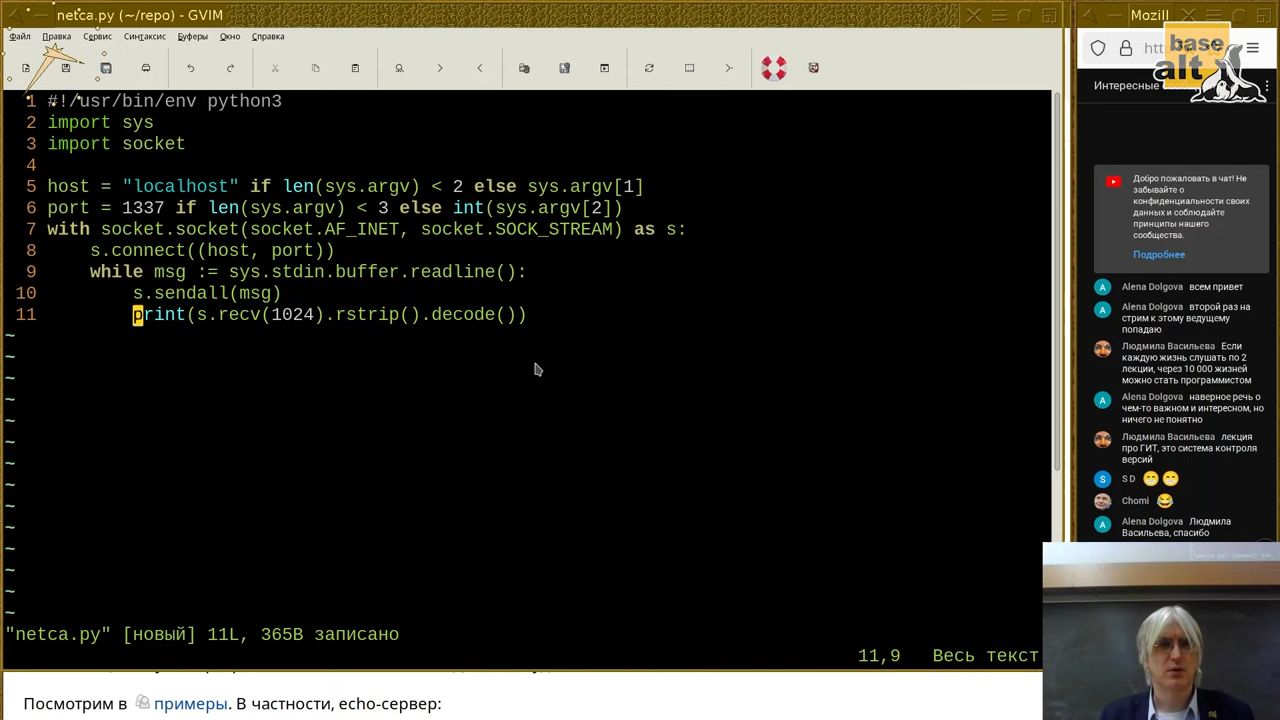 netca.py (~/repo) - GVIM
Mozill
Файл Правка Сервис Синтаксис Буферы Окно Справка
1 #!/usr/bin/env python3
2 import sys
3 import socket
4
5 host = "localhost" if len(sys.argv) < 2 else sys.argv[1]
6 port = 1337 if len(sys.argv) < 3 else int(sys.argv[2])
7 with socket.socket(socket.AF_INET, socket.SOCK_STREAM) as s:
8     s.connect((host, port))
9     while msg := sys.stdin.buffer.readline():
10         s.sendall(msg)
11         print(s.recv(1024).rstrip().decode())
~
~
~
~
~
~
~
~
~
~
~
~
~
~
"netca.py" [новый] 11L, 365B записано
11,9 Весь текст
Посмотрим в примеры. В частности, echo-сервер:
htt
base
alt
Интересные
Добро пожаловать в чат! Не
забывайте о
конфиденциальности своих
данных и соблюдайте
принципы нашего
сообщества.
Подробнее
A Alena Dolgova всем привет
A Alena Dolgova второй раз на
стрим к этому ведущему
попадаю
Людмила Васильева Если
каждую жизнь слушать по 2
лекции, через 10 000 жизней
можно стать программистом
A Alena Dolgova наверное речь о
чем-то важном и интересном, но
ничего не понятно
Людмила Васильева лекция
про ГИТ, это система контроля
версий
S S D 😁😁
Chomi 😂
A Alena Dolgova Людмила
Васильева, спасибо